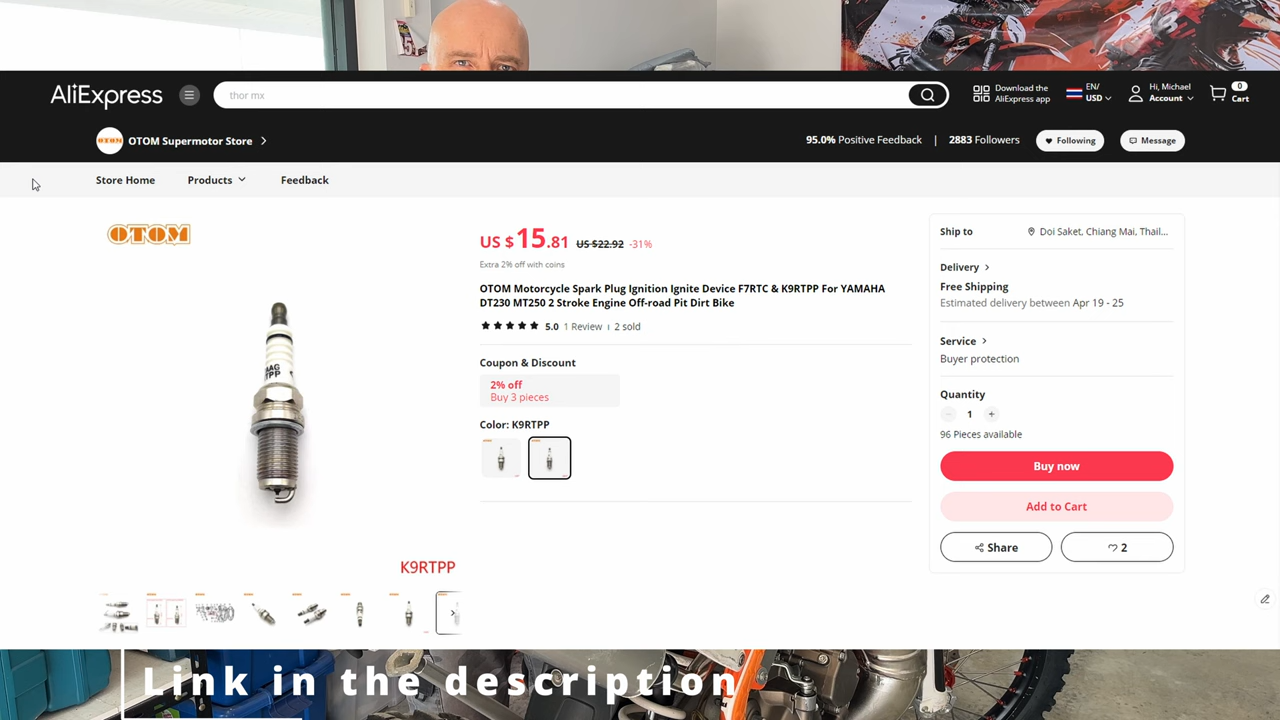 AliExpress
thor mx
Download the
AliExpress app
EN/
USD
Hi, Michael
Account
0
Cart
OTOM
OTOM Supermotor Store
95.0% Positive Feedback | 2883 Followers
Following
Message
Store Home
Products
Feedback
OTOM
US $15.81 US $22.92 -31%
Extra 2% off with coins
OTOM Motorcycle Spark Plug Ignition Ignite Device F7RTC & K9RTPP For YAMAHA
DT230 MT250 2 Stroke Engine Off-road Pit Dirt Bike
5.0 1 Review 2 sold
Coupon & Discount
2% off
Buy 3 pieces
Color: K9RTPP
K9RTPP
Ship to
Doi Saket, Chiang Mai, Thail...
Delivery
Free Shipping
Estimated delivery between Apr 19 - 25
Service
Buyer protection
Quantity
- 1 +
96 Pieces available
Buy now
Add to Cart
Share
2
Link in the description